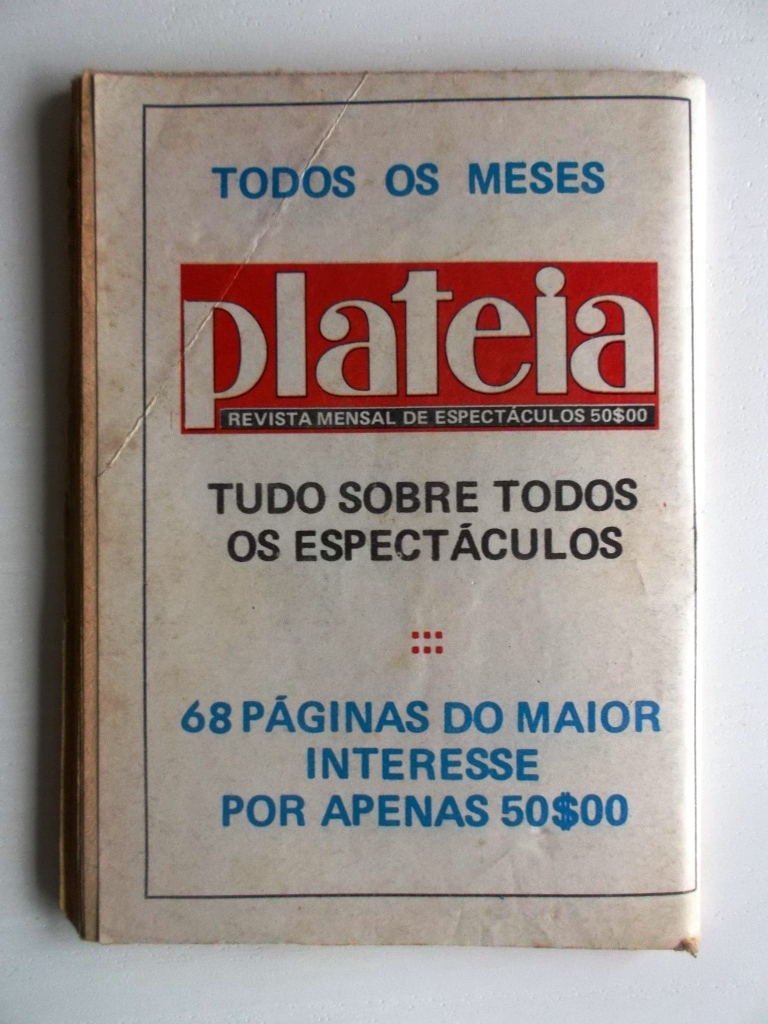 TODOS OS MESES
plateia
REVISTA MENSAL DE ESPECTÁCULOS 50$00
TUDO SOBRE TODOS
OS ESPECTÁCULOS
68 PÁGINAS DO MAIOR
INTERESSE
POR APENAS 50$00